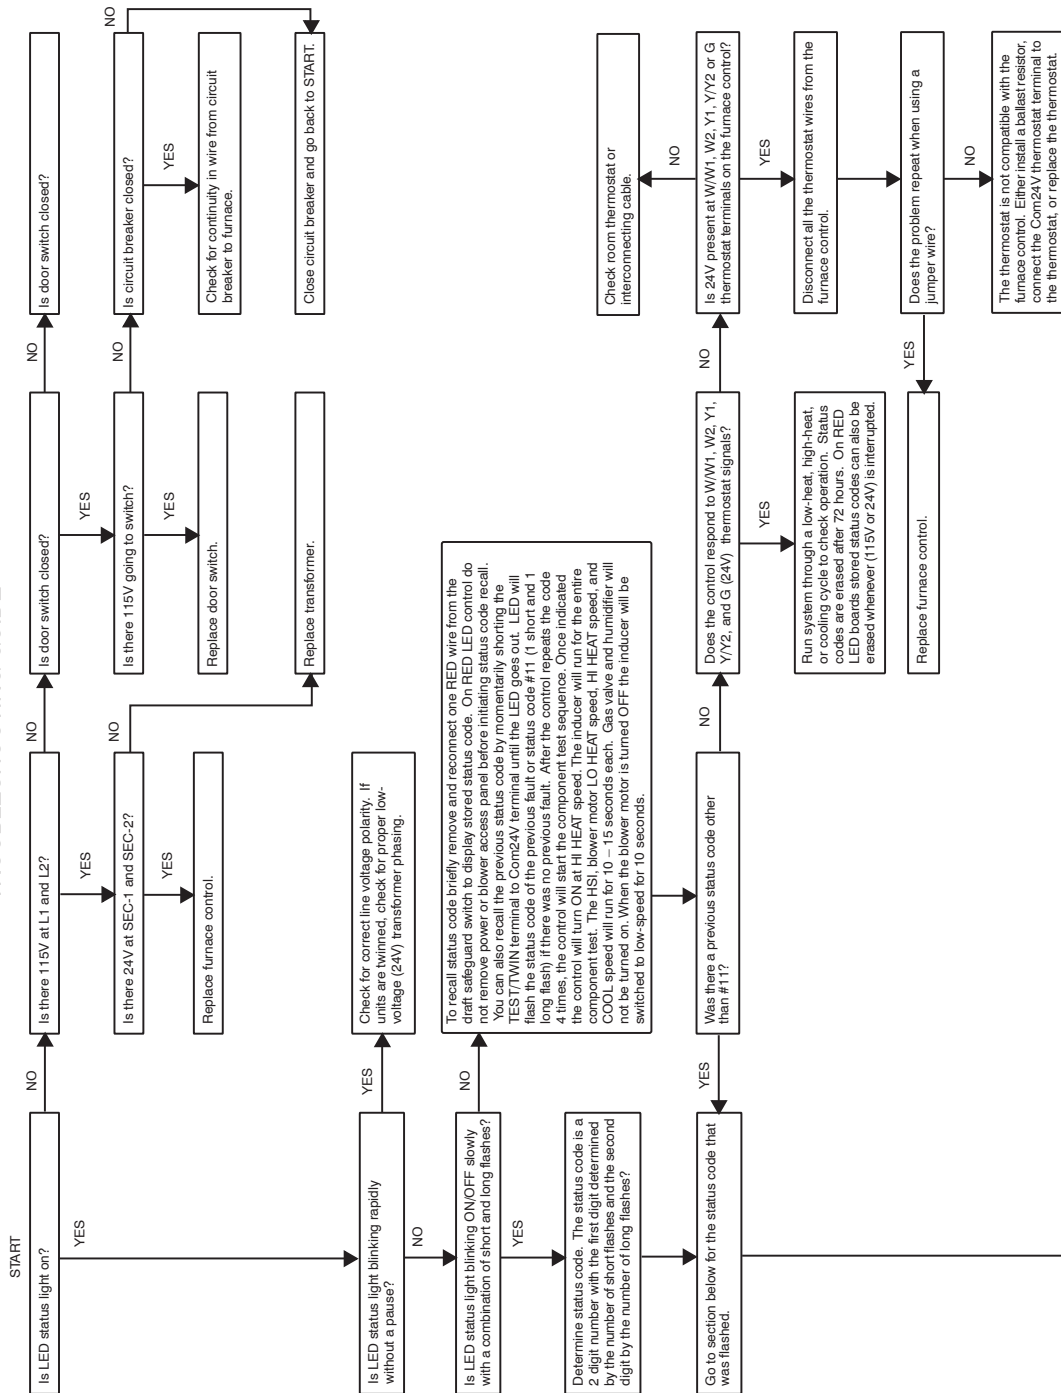 START
Is LED status light on?
NO
YES
Is there 115V at L1 and L2?
NO
YES
Is door switch closed?
NO
YES
Is door switch closed?
Is there 24V at SEC-1 and SEC-2?
NO
YES
Replace furnace control.
Is there 115V going to switch?
NO
YES
Replace door switch.
Replace transformer.
Is circuit breaker closed?
NO
YES
Check for continuity in wire from circuit
breaker to furnace.
Close circuit breaker and go back to START.
Is LED status light blinking rapidly
without a pause?
YES
NO
Check for correct line voltage polarity. If
units are twinned, check for proper low-
voltage (24V) transformer phasing.
Is LED status light blinking ON/OFF slowly
with a combination of short and long flashes?
NO
YES
To recall status code briefly remove and reconnect one RED wire from the
draft safeguard switch to display stored status code. On RED LED control do
not remove power or blower access panel before initiating status code recall.
You can also recall the previous status code by momentarily shorting the
TEST/TWIN terminal to Com24V terminal until the LED goes out. LED will
flash the status code of the previous fault or status code #11 (1 short and 1
long flash) if there was no previous fault. After the control repeats the code
4 times, the control will start the component test sequence. Once indicated
the control will turn ON at HI HEAT speed. The inducer will run for the entire
component test. The HSI, blower motor LO HEAT speed, HI HEAT speed, and
COOL speed will run for 10 – 15 seconds each. Gas valve and humidifier will
not be turned on. When the blower motor is turned OFF the inducer will be
switched to low-speed for 10 seconds.
Determine status code. The status code is a
2 digit number with the first digit determined
by the number of short flashes and the second
digit by the number of long flashes?
Go to section below for the status code that
was flashed.
YES
Was there a previous status code other
than #11?
NO
Does the control respond to W/W1, W2, Y1,
Y/Y2, and G (24V) thermostat signals?
NO
YES
Run system through a low-heat, high-heat,
or cooling cycle to check operation. Status
codes are erased after 72 hours. On RED
LED boards stored status codes can also be
erased whenever (115V or 24V) is interrupted.
Check room thermostat or
interconnecting cable.
NO
Is 24V present at W/W1, W2, Y1, Y/Y2 or G
thermostat terminals on the furnace control?
YES
Disconnect all the thermostat wires from the
furnace control.
Does the problem repeat when using a
jumper wire?
YES
NO
Replace furnace control.
The thermostat is not compatible with the
furnace control. Either install a ballast resistor,
connect the Com24V thermostat terminal to
the thermostat, or replace the thermostat.